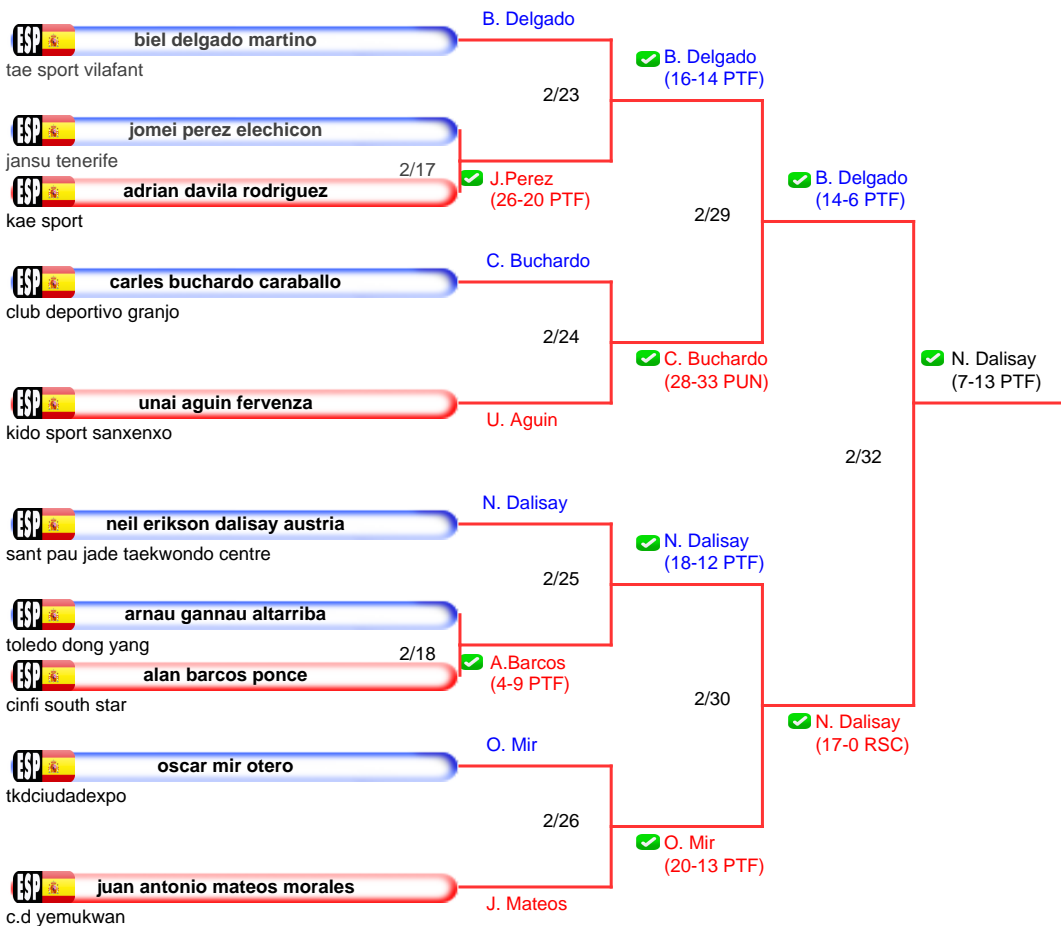 B. Delgado
ESP biel delgado martino
tae sport vilafant
B. Delgado
(16-14 PTF)
2/23
ESP jomei perez elechicon
jansu tenerife
2/17
ESP adrian davila rodriguez
kae sport
J.Perez
(26-20 PTF)
B. Delgado
(14-6 PTF)
2/29
C. Buchardo
ESP carles buchardo caraballo
club deportivo granjo
2/24
C. Buchardo
(28-33 PUN)
N. Dalisay
(7-13 PTF)
ESP unai aguin fervenza
kido sport sanxenxo
U. Aguin
2/32
N. Dalisay
ESP neil erikson dalisay austria
sant pau jade taekwondo centre
N. Dalisay
(18-12 PTF)
2/25
ESP arnau gannau altarriba
toledo dong yang
2/18
ESP alan barcos ponce
cinfi south star
A.Barcos
(4-9 PTF)
2/30
N. Dalisay
(17-0 RSC)
O. Mir
ESP oscar mir otero
tkdciudadexpo
2/26
O. Mir
(20-13 PTF)
ESP juan antonio mateos morales
c.d yemukwan
J. Mateos